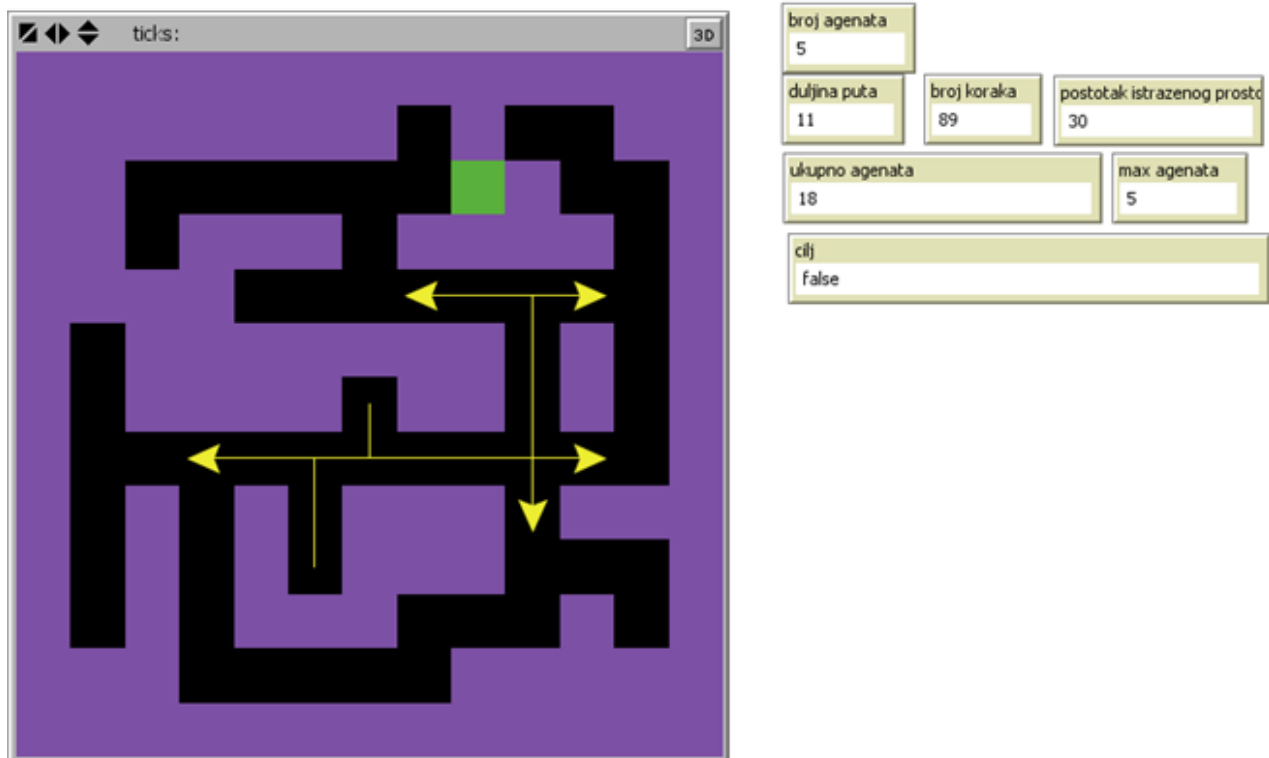 ticks:
3D
broj agenata
5
duljina puta
11
broj koraka
89
postotak istrazenog prostc
30
ukupno agenata
18
max agenata
5
cilj
false